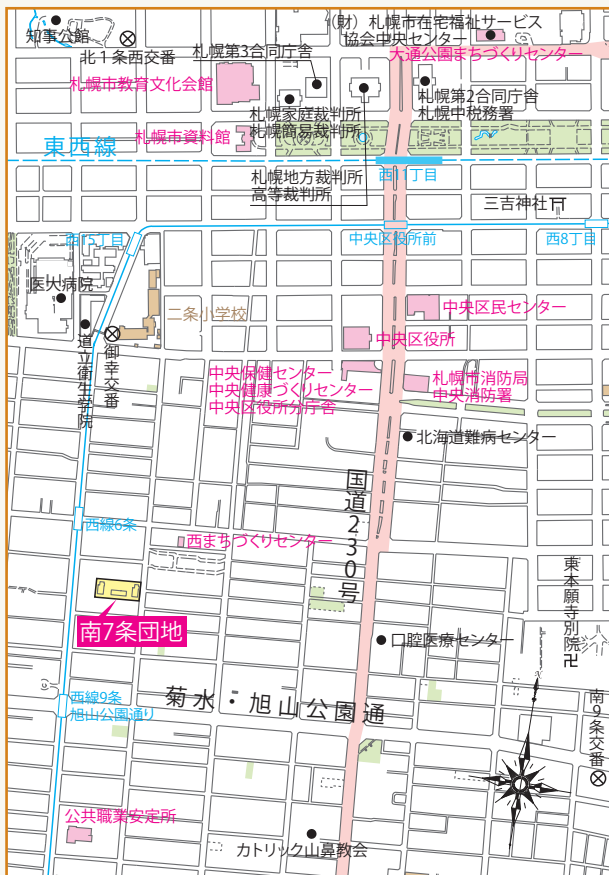 (財)札幌市在宅福祉サービス
協会中央センター
知事公館
北1条西交番
札幌第3合同庁舎
大通公園まちづくりセンター
札幌市教育文化会館
札幌第2合同庁舎
札幌中税務署
札幌家庭裁判所
札幌簡易裁判所
札幌市資料館
東西線
西11丁目
札幌地方裁判所
高等裁判所
三吉神社
西15丁目
中央区役所前
西8丁目
医大病院
二条小学校
中央区民センター
中央区役所
道立衛生学院
御幸交番
中央保健センター
中央健康づくりセンター
中央区役所分庁舎
札幌市消防局
中央消防署
北海道難病センター
国道230号
西線6条
西まちづくりセンター
東本願寺別院
南7条団地
口腔医療センター
西線9条
旭山公園通り
菊水・旭山公園通
南9条交番
公共職業安定所
カトリック山鼻教会